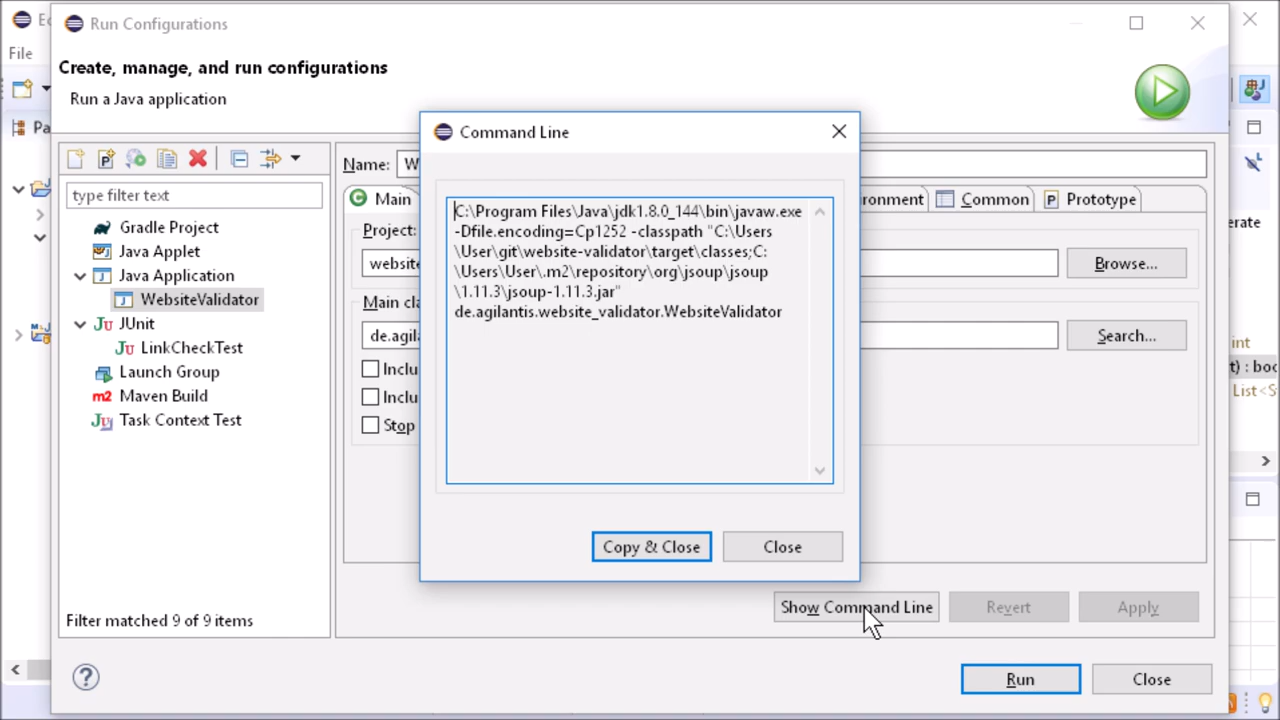 Run Configurations
File
Create, manage, and run configurations
Run a Java application
Pa
type filter text
Gradle Project
Java Applet
Java Application
WebsiteValidator
JUnit
LinkCheckTest
Launch Group
Maven Build
Task Context Test
Filter matched 9 of 9 items
Name: W
Main
ronment
Common
Prototype
Project:
website
Browse...
Main cla
de.agila
Search...
Inclu
Inclu
Stop
Command Line
C:\Program Files\Java\jdk1.8.0_144\bin\javaw.exe
-Dfile.encoding=Cp1252 -classpath "C:\Users
\User\git\website-validator\target\classes;C:
\Users\User\.m2\repository\org\jsoup\jsoup
\1.11.3\jsoup-1.11.3.jar"
de.agilantis.website_validator.WebsiteValidator
Copy & Close
Close
Show Command Line
Revert
Apply
Run
Close
erate
int
t) : boo
List<S